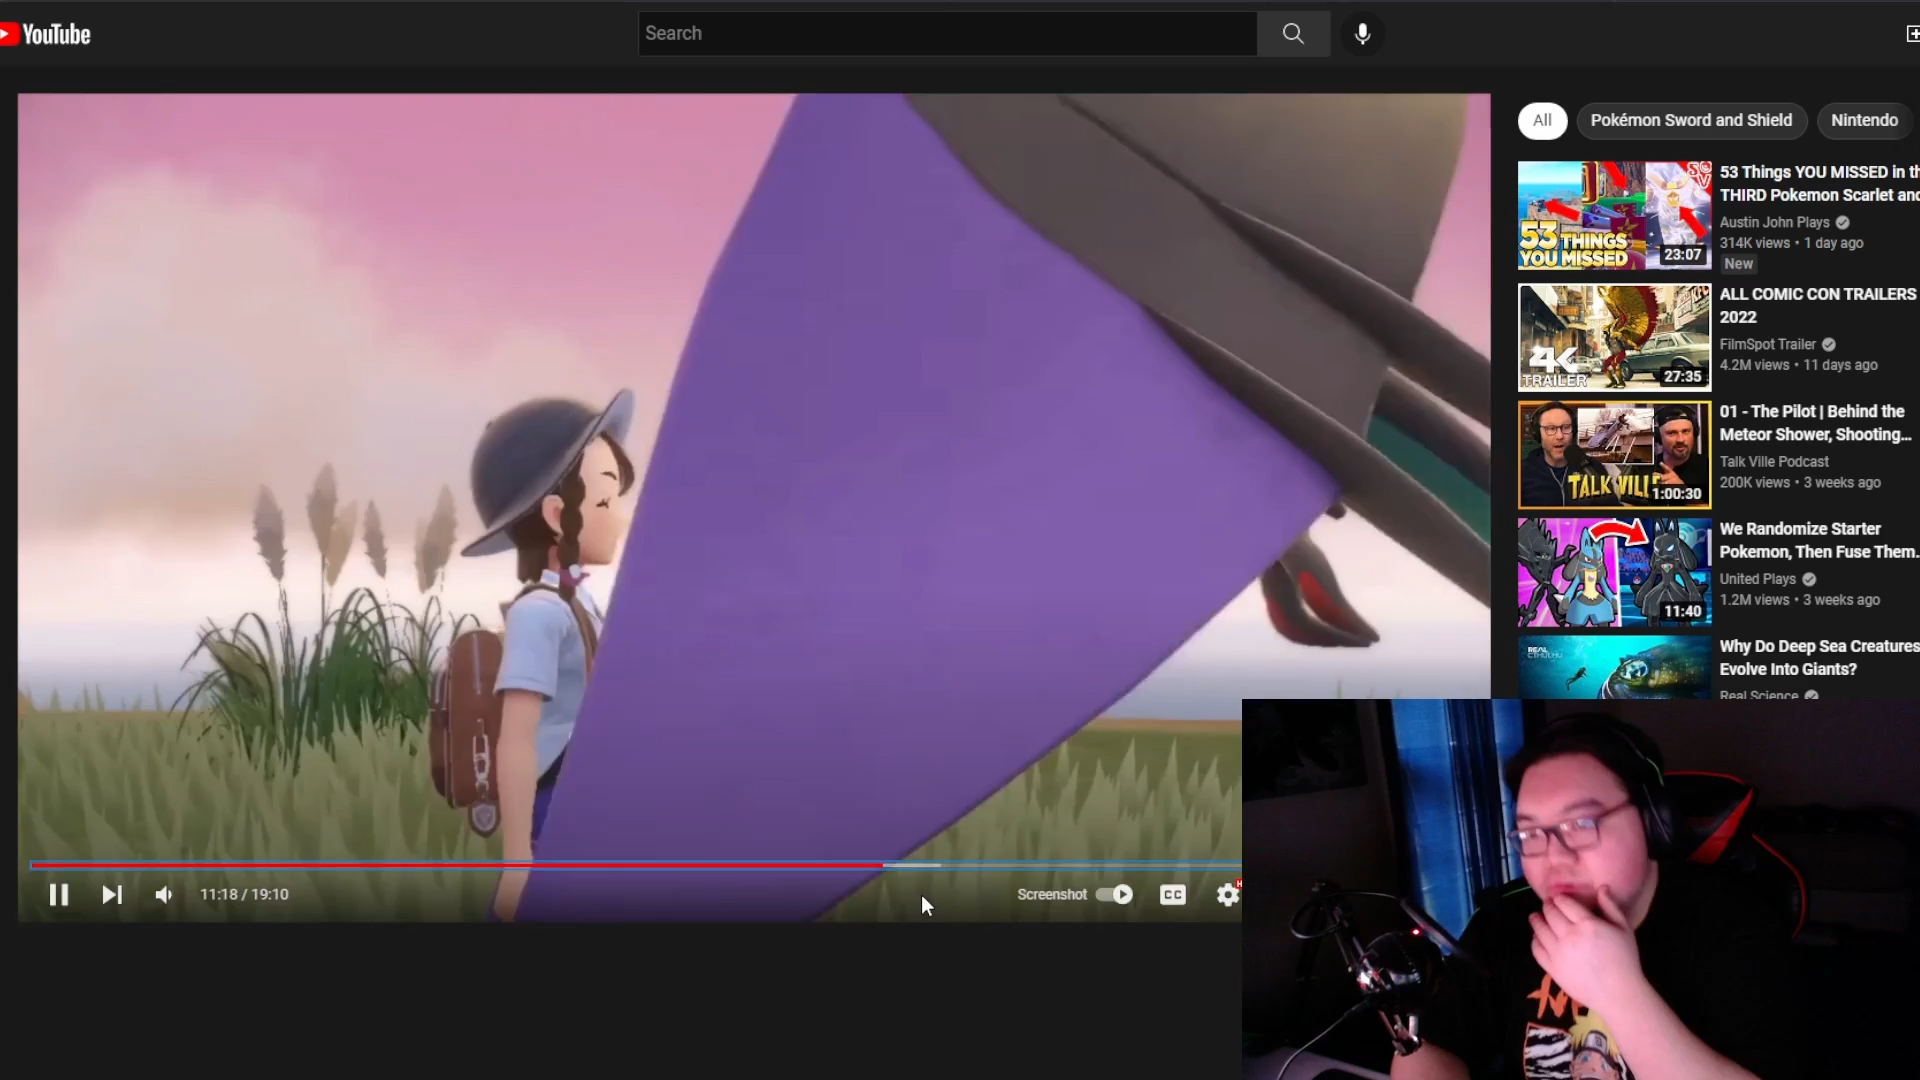 YouTube
Search
All
Pokémon Sword and Shield
Nintendo
53 THINGS
YOU MISSED
23:07
53 Things YOU MISSED in th
THIRD Pokemon Scarlet and
Austin John Plays
314K views • 1 day ago
New
4K
TRAILER
27:35
ALL COMIC CON TRAILERS
2022
FilmSpot Trailer
4.2M views • 11 days ago
TALK VILL
1:00:30
01 - The Pilot | Behind the
Meteor Shower, Shooting...
Talk Ville Podcast
200K views • 3 weeks ago
11:40
We Randomize Starter
Pokemon, Then Fuse Them.
United Plays
1.2M views • 3 weeks ago
REAL
Why Do Deep Sea Creatures
Evolve Into Giants?
Real Science
11:18 / 19:10
Screenshot
CC